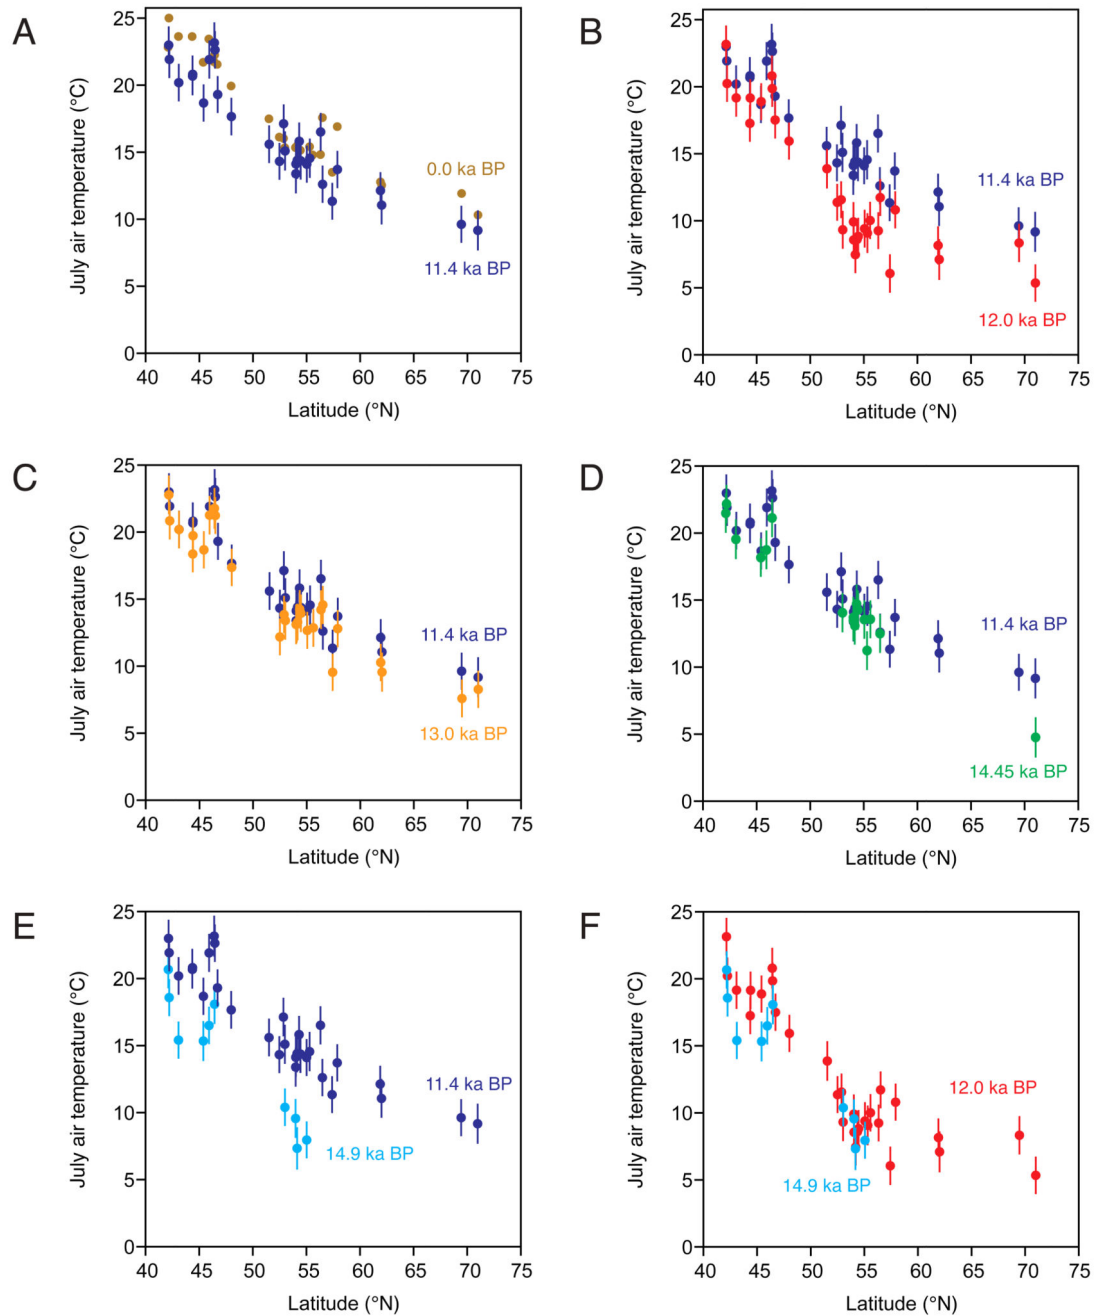 A
25
20
15
10
5
0
40 45 50 55 60 65 70 75
July air temperature (°C)
Latitude (°N)
0.0 ka BP
11.4 ka BP
B
25
20
15
10
5
0
40 45 50 55 60 65 70 75
July air temperature (°C)
Latitude (°N)
11.4 ka BP
12.0 ka BP
C
25
20
15
10
5
0
40 45 50 55 60 65 70 75
July air temperature (°C)
Latitude (°N)
11.4 ka BP
13.0 ka BP
D
25
20
15
10
5
0
40 45 50 55 60 65 70 75
July air temperature (°C)
Latitude (°N)
11.4 ka BP
14.45 ka BP
E
25
20
15
10
5
0
40 45 50 55 60 65 70 75
July air temperature (°C)
Latitude (°N)
11.4 ka BP
14.9 ka BP
F
25
20
15
10
5
0
40 45 50 55 60 65 70 75
July air temperature (°C)
Latitude (°N)
12.0 ka BP
14.9 ka BP